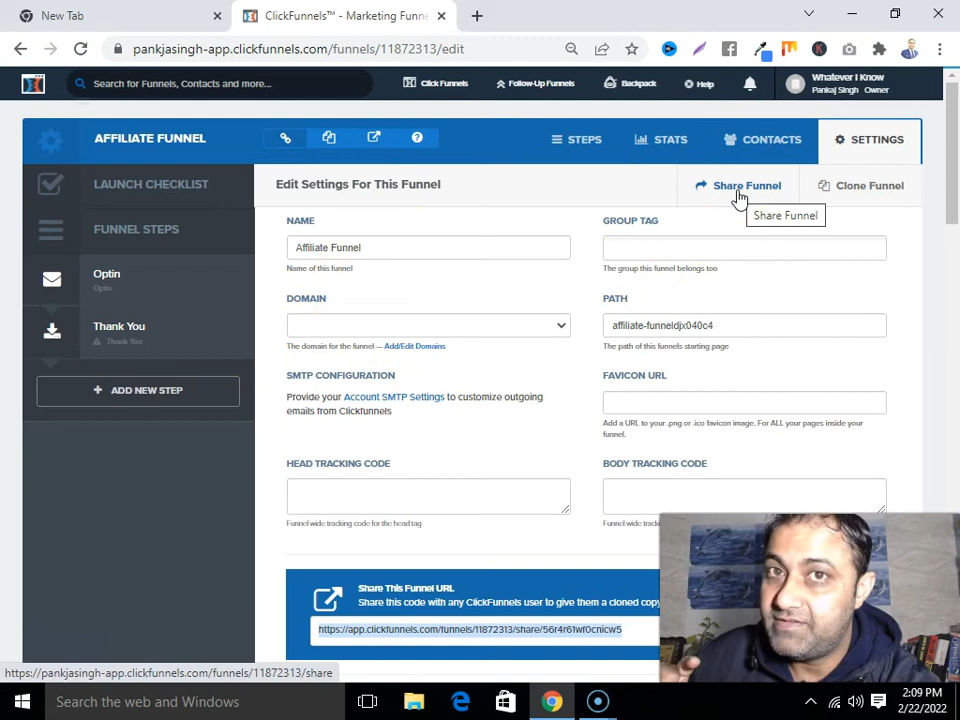 New Tab
ClickFunnels™ - Marketing Funne
pankjasingh-app.clickfunnels.com/funnels/11872313/edit
Search for Funnels, Contacts and more...
Click Funnels
Follow-Up Funnels
Backpack
Help
Whatever I Know
Pankaj Singh Owner
AFFILIATE FUNNEL
STEPS
STATS
CONTACTS
SETTINGS
LAUNCH CHECKLIST
Edit Settings For This Funnel
Share Funnel
Clone Funnel
Share Funnel
FUNNEL STEPS
Optin
Optin
Thank You
Thank You
ADD NEW STEP
NAME
GROUP TAG
Affiliate Funnel
Name of this funnel
The group this funnel belongs too
DOMAIN
PATH
affiliate-funneldjx040c4
The domain for the funnel — Add/Edit Domains
The path of this funnels starting page
SMTP CONFIGURATION
FAVICON URL
Provide your Account SMTP Settings to customize outgoing
emails from Clickfunnels
Add a URL to your .png or .ico favicon image. For ALL your pages inside your
funnel.
HEAD TRACKING CODE
BODY TRACKING CODE
Funnel wide tracking code for the head tag
Funnel wide
Share This Funnel URL
Share this code with any ClickFunnels user to give them a cloned copy
https://app.clickfunnels.com/funnels/11872313/share/56r4r61wf0cnicw5
https://pankjasingh-app.clickfunnels.com/funnels/11872313/share
Search the web and Windows
2:09 PM
2/22/2022